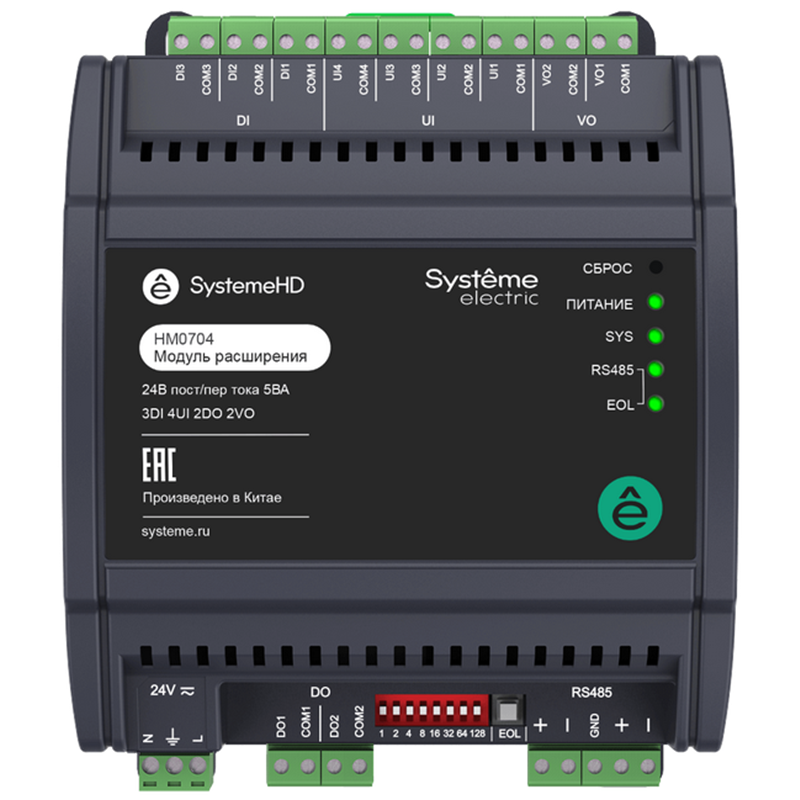 DI3 COM3 DI2 COM2 DI1 COM1 UI4 COM4 UI3 COM3 UI2 COM2 UI1 COM1 VO2 COM2 VO1 COM1
DI UI VO
ê SystemeHD
Système
electric
СБРОС
ПИТАНИЕ
SYS
RS485
EOL
HM0704
Модуль расширения
24В пост/пер тока 5ВА
3DI 4UI 2DO 2VO
EAC
Произведено в Китае
systeme.ru
ê
24V
N L
DO
DO1 COM1 DO2 COM2
1 2 4 8 16 32 64 128
EOL
RS485
+ − GND + −